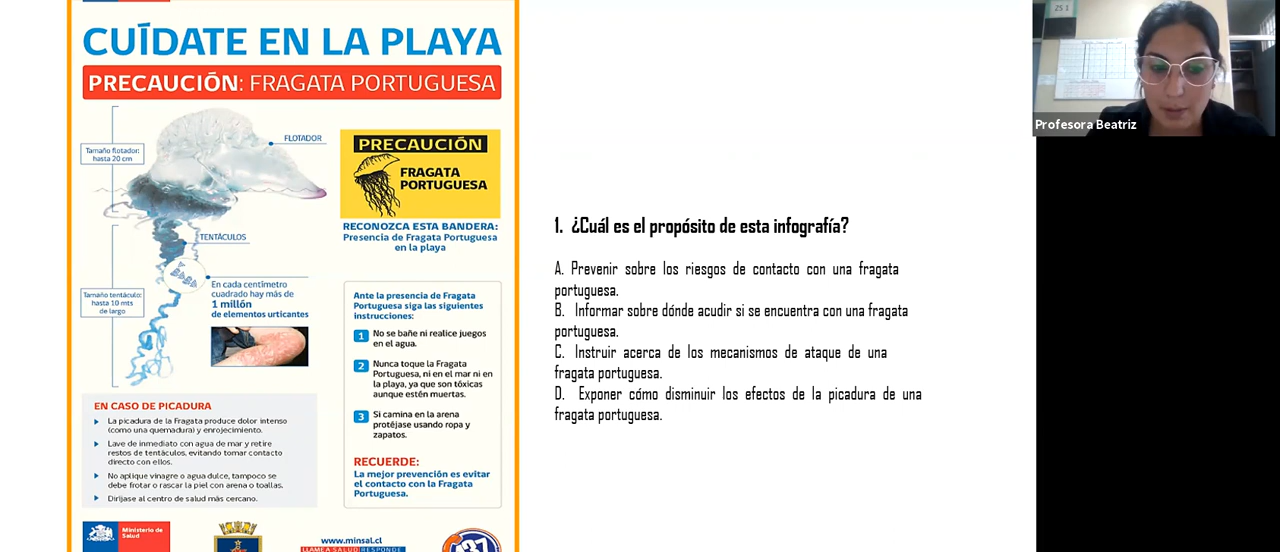 CUÍDATE EN LA PLAYA
PRECAUCIÓN: FRAGATA PORTUGUESA
Tamaño flotador:
hasta 20 cm
FLOTADOR
TENTÁCULOS
Tamaño tentáculo:
hasta 10 mts
de largo
En cada centímetro
cuadrado hay más de
1 millón
de elementos urticantes
EN CASO DE PICADURA
La picadura de la Fragata produce dolor intenso
(como una quemadura) y enrojecimiento.
Lave de inmediato con agua de mar y retire
restos de tentáculos, evitando tomar contacto
directo con ellos.
No aplique vinagre o agua dulce, tampoco se
debe frotar o rascar la piel con arena o toallas.
Diríjase al centro de salud más cercano.
PRECAUCIÓN
FRAGATA
PORTUGUESA
RECONOZCA ESTA BANDERA:
Presencia de Fragata Portuguesa
en la playa
Ante la presencia de Fragata
Portuguesa siga las siguientes
instrucciones:
1 No se bañe ni realice juegos
en el agua.
2 Nunca toque la Fragata
Portuguesa, ni en el mar ni en
la playa, ya que son tóxicas
aunque estén muertas.
3 Si camina en la arena
protéjase usando ropa y
zapatos.
RECUERDE:
La mejor prevención es evitar
el contacto con la Fragata
Portuguesa.
Ministerio de
Salud
www.minsal.cl
LLAMEA SALUD RESPONDE
1. ¿Cuál es el propósito de esta infografía?
A. Prevenir sobre los riesgos de contacto con una fragata
portuguesa.
B. Informar sobre dónde acudir si se encuentra con una fragata
portuguesa.
C. Instruir acerca de los mecanismos de ataque de una
fragata portuguesa.
D. Exponer cómo disminuir los efectos de la picadura de una
fragata portuguesa.
Profesora Beatriz